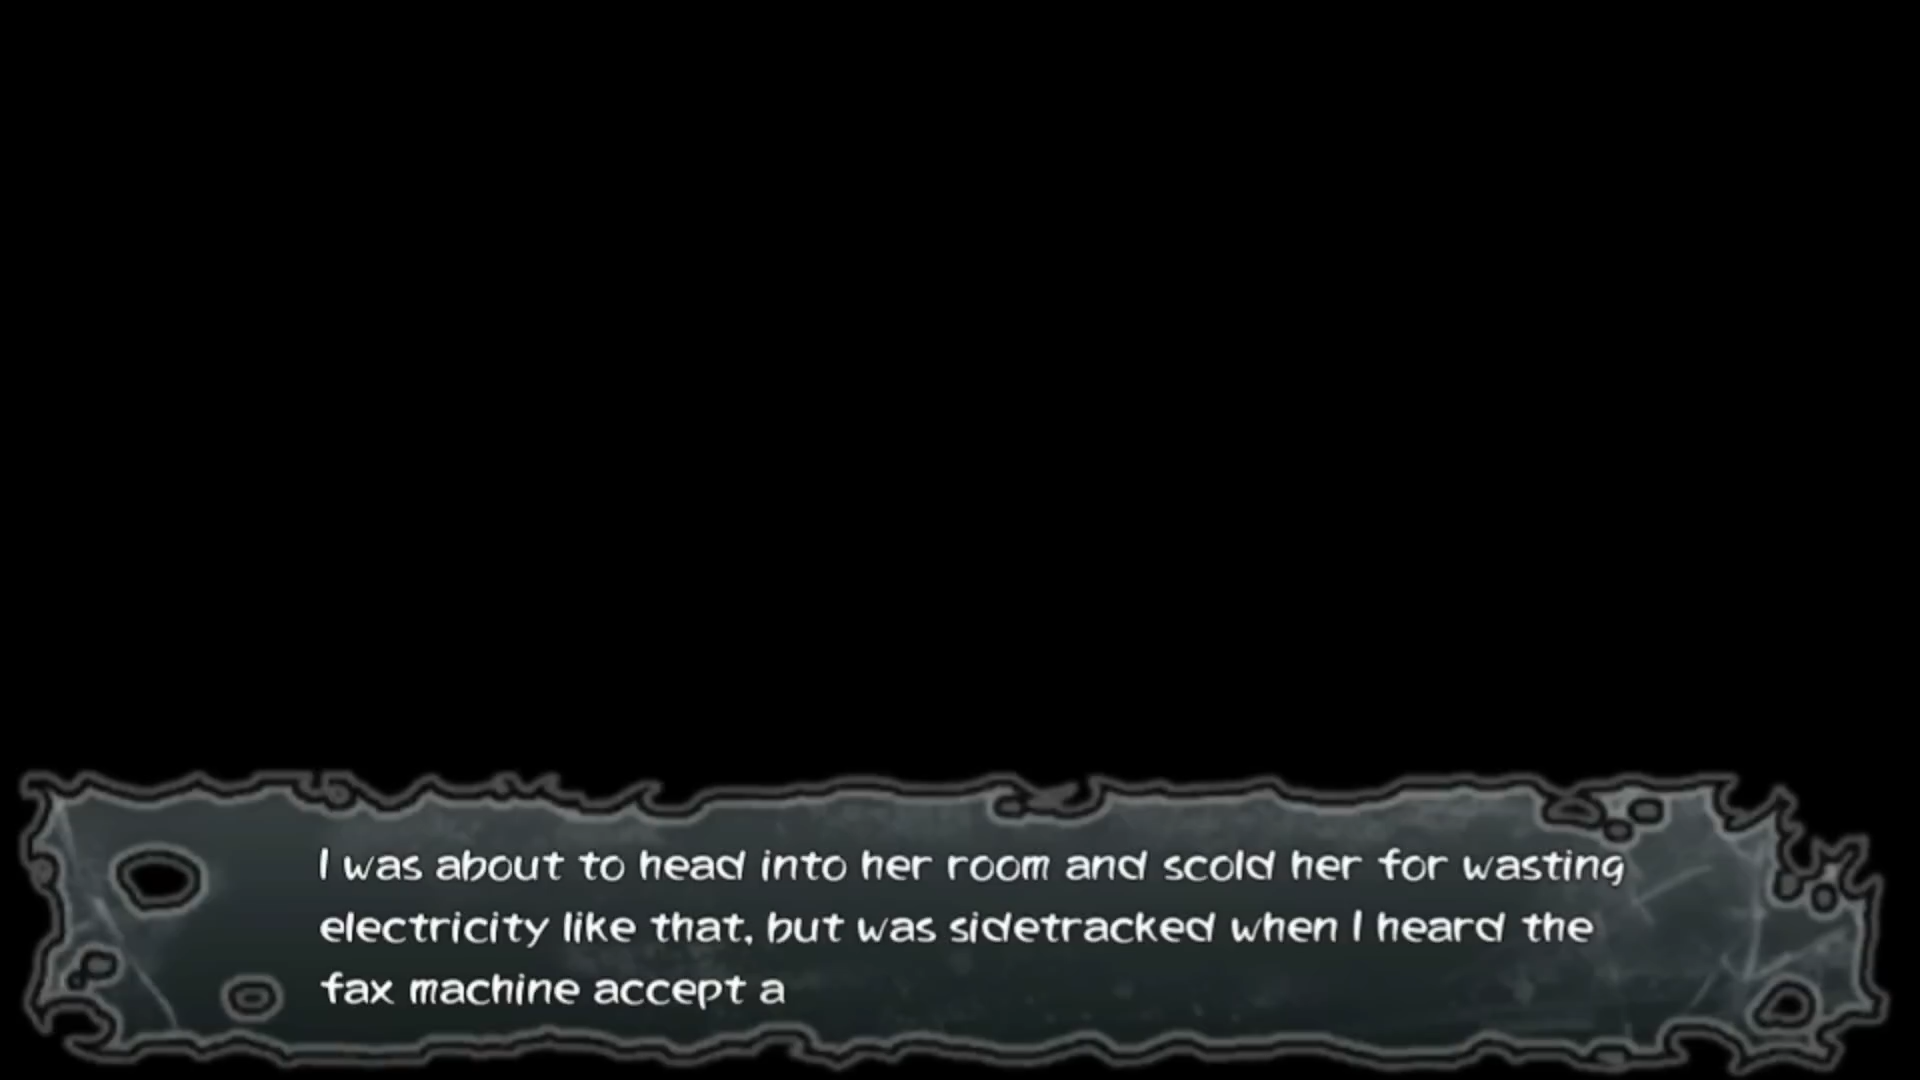 I was about to head into her room and scold her for wasting
electricity like that, but was sidetracked when I heard the
fax machine accept a